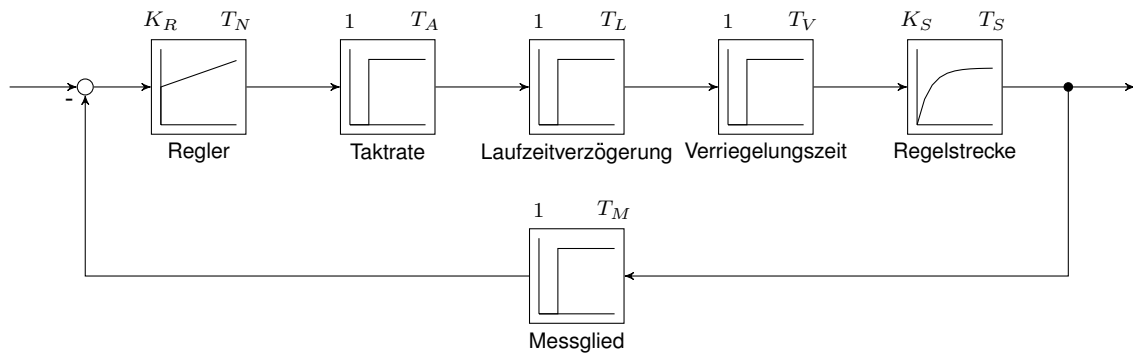 K_R T_N 1 T_A 1 T_L 1 T_V K_S T_S
-
Regler Taktrate Laufzeitverzögerung Verriegelungszeit Regelstrecke
1 T_M
Messglied